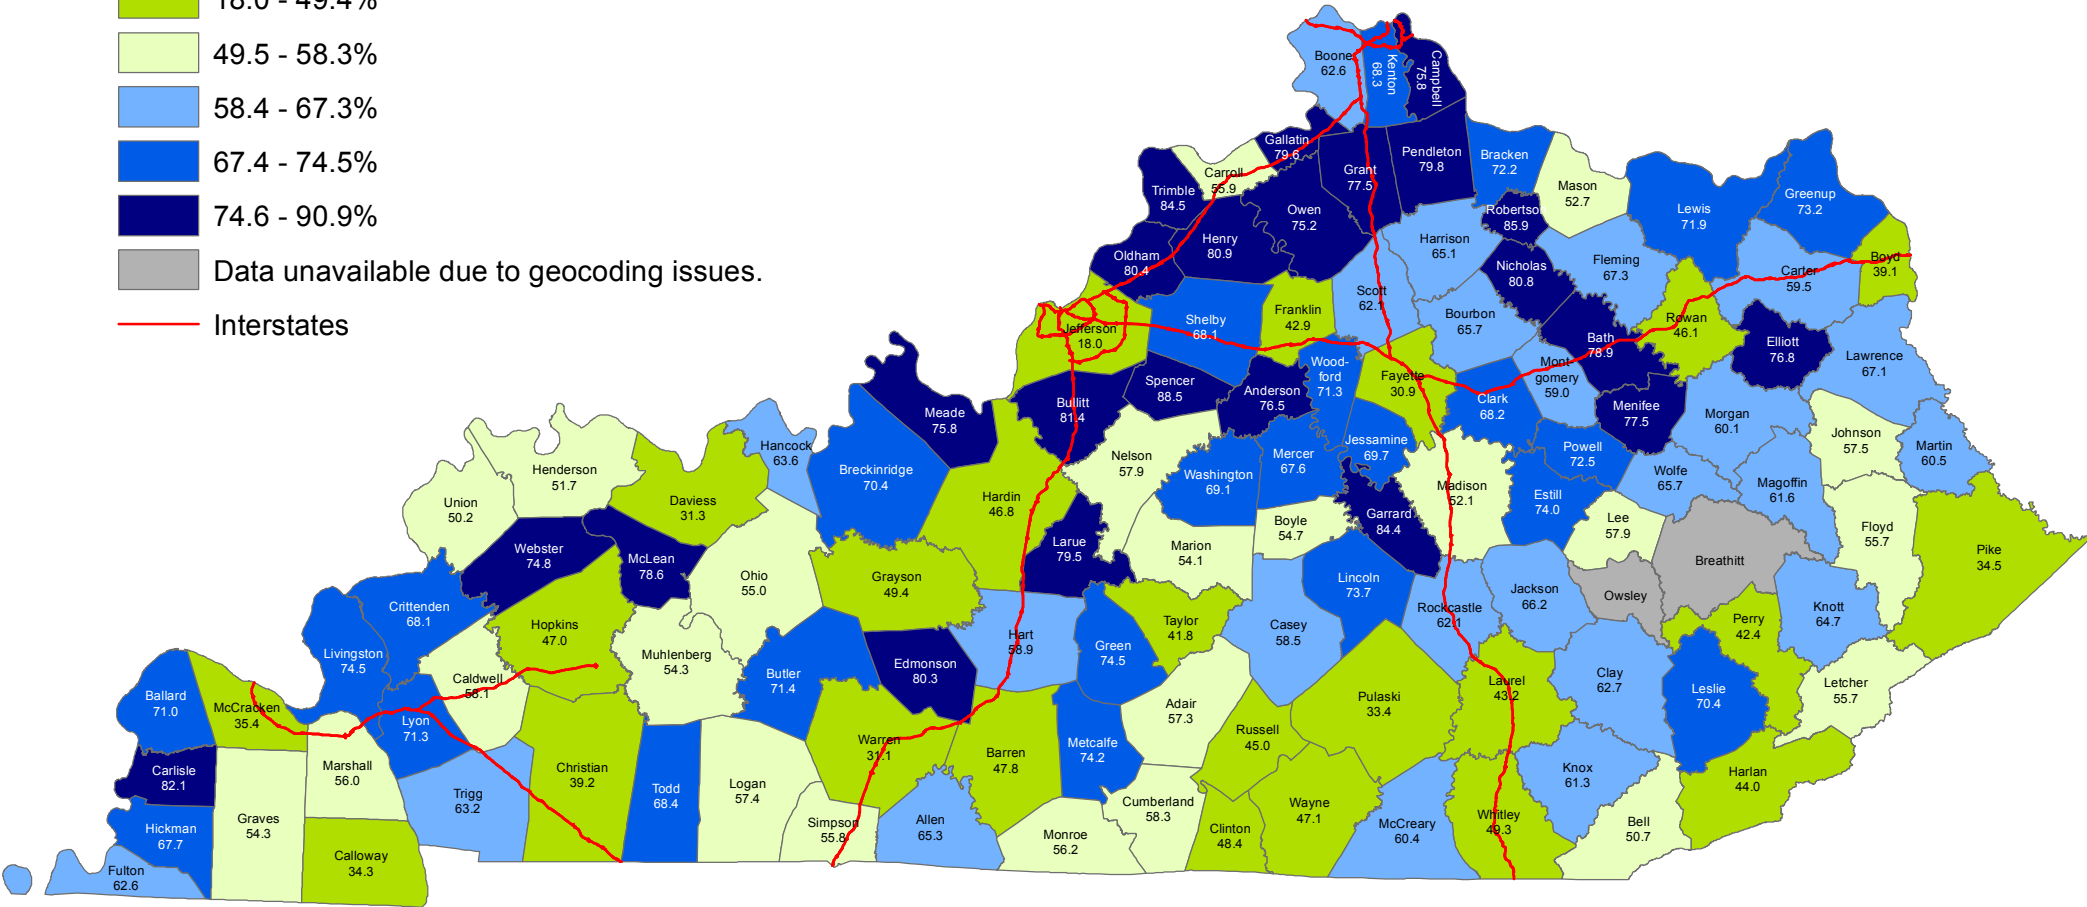 18.0 - 49.4%
49.5 - 58.3%
58.4 - 67.3%
67.4 - 74.5%
74.6 - 90.9%
Data unavailable due to geocoding issues.
Interstates
Boone
62.6
Kenton
68.3
Campbell
75.8
Gallatin
79.6
Carroll
55.9
Trimble
84.5
Grant
77.5
Pendleton
79.8
Bracken
72.2
Mason
52.7
Robertso
85.9
Lewis
71.9
Greenup
73.2
Boyd
39.1
Carter
59.5
Owen
75.2
Henry
80.9
Oldham
80.4
Harrison
65.1
Nicholas
80.8
Fleming
67.3
Rowan
46.1
Elliott
76.8
Lawrence
67.1
Jefferson
18.0
Shelby
68.1
Franklin
42.9
Scott
62.1
Bourbon
65.7
Bath
78.9
Mont-
gomery
59.0
Menifee
77.5
Morgan
60.1
Johnson
57.5
Martin
60.5
Meade
75.8
Bullitt
81.4
Spencer
88.5
Anderson
76.5
Wood-
ford
71.3
Fayette
30.9
Clark
68.2
Powell
72.5
Wolfe
65.7
Magoffin
61.6
Floyd
55.7
Pike
34.5
Hancock
63.6
Breckinridge
70.4
Hardin
46.8
Nelson
57.9
Washington
69.1
Mercer
67.6
Jessamine
69.7
Madison
52.1
Estill
74.0
Lee
57.9
Breathitt
Owsley
Union
50.2
Henderson
51.7
Daviess
31.3
Webster
74.8
McLean
78.6
Ohio
55.0
Grayson
49.4
Larue
79.5
Marion
54.1
Boyle
54.7
Garrard
84.4
Lincoln
73.7
Rockcastle
62.1
Jackson
66.2
Perry
42.4
Knott
64.7
Crittenden
68.1
Livingston
74.5
Hopkins
47.0
Muhlenberg
54.3
Butler
71.4
Edmonson
80.3
Hart
58.9
Green
74.5
Taylor
41.8
Casey
58.5
Pulaski
33.4
Laurel
43.2
Clay
62.7
Leslie
70.4
Letcher
55.7
Ballard
71.0
McCracken
35.4
Caldwell
58.1
Lyon
71.3
Warren
31.1
Barren
47.8
Metcalfe
74.2
Adair
57.3
Russell
45.0
Carlisle
82.1
Marshall
56.0
Trigg
63.2
Christian
39.2
Todd
68.4
Logan
57.4
Simpson
55.8
Allen
65.3
Monroe
56.2
Cumberland
58.3
Clinton
48.4
Wayne
47.1
McCreary
60.4
Whitley
49.3
Knox
61.3
Bell
50.7
Harlan
44.0
Hickman
67.7
Graves
54.3
Calloway
34.3
Fulton
62.6